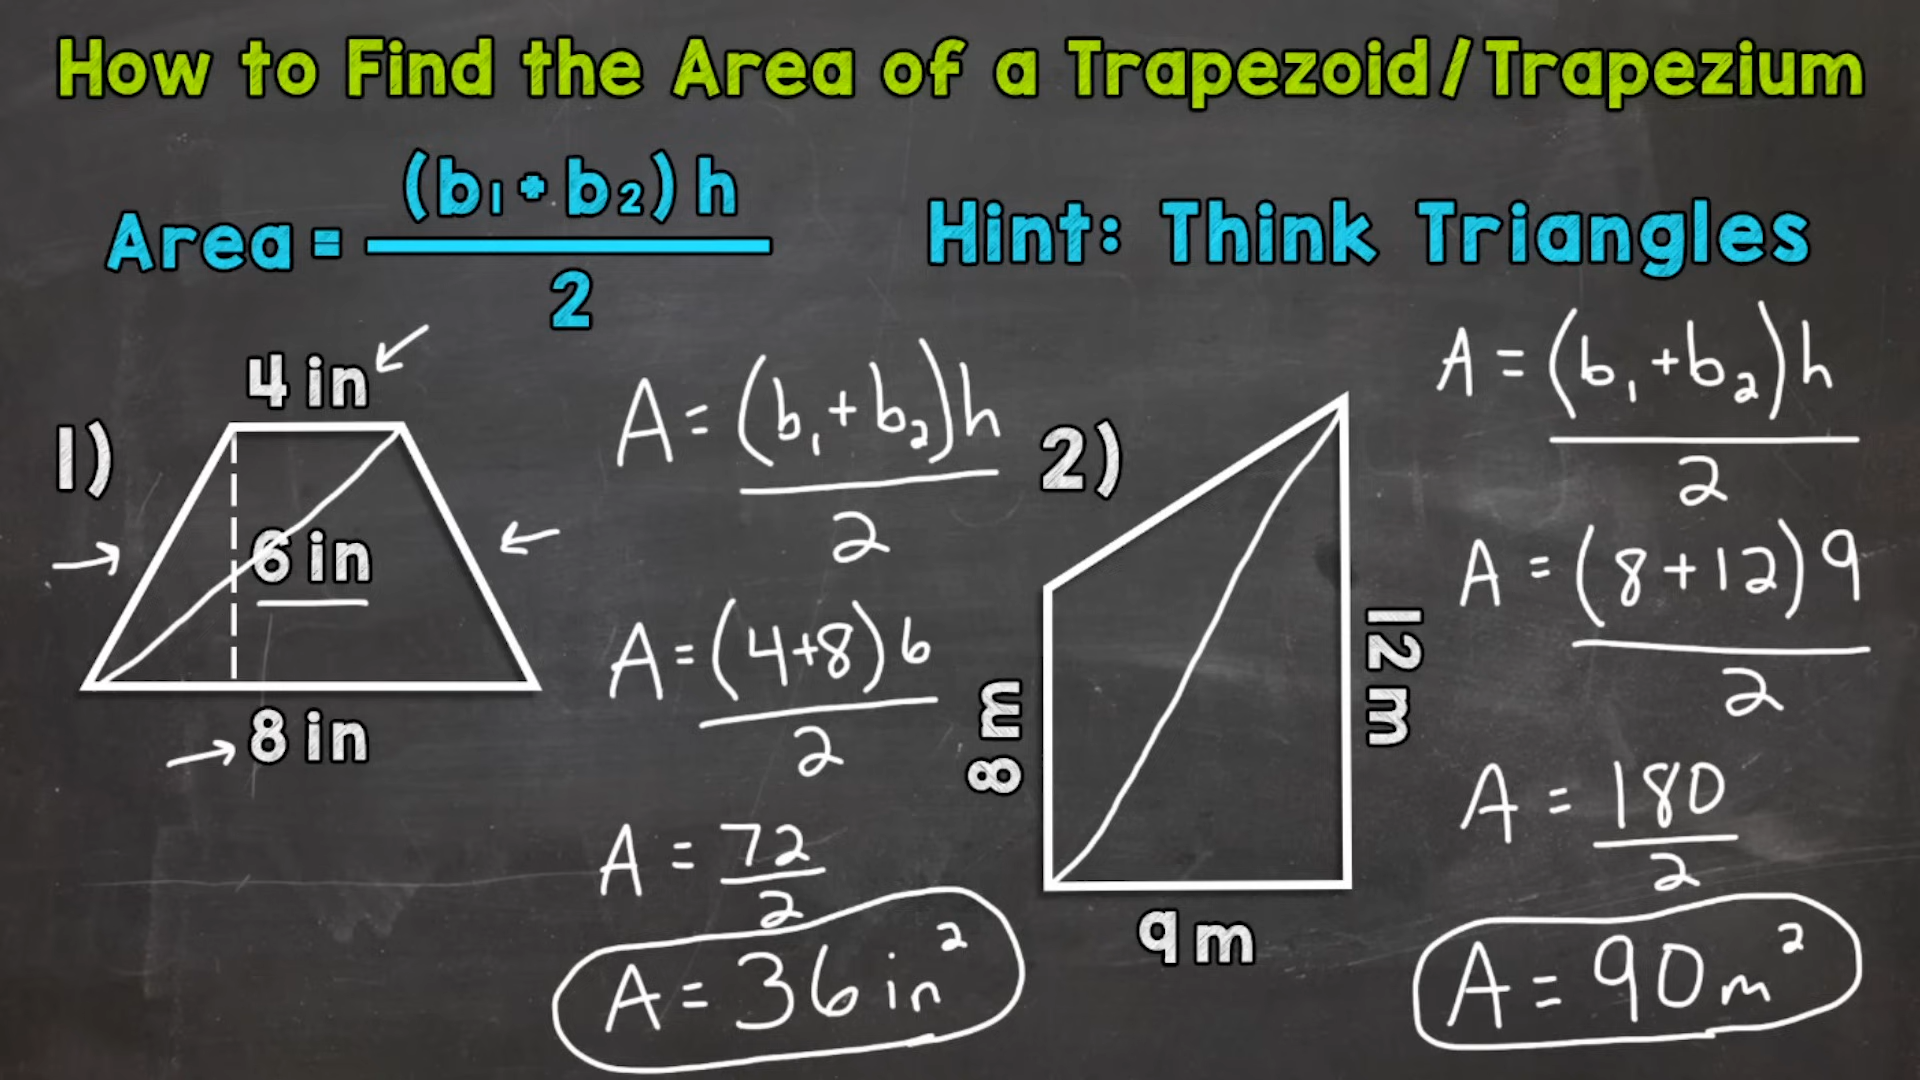 How to Find the Area of a Trapezoid/Trapezium
Area = (b₁+b₂)h
2
Hint: Think Triangles
1)
4 in
6 in
8 in
A = (b₁+b₂)h
2
A = (4+8)6
2
A = 72
2
A = 36 in²
2)
8 m
12 m
9 m
A = (b₁+b₂)h
2
A = (8+12)9
2
A = 180
2
A = 90 m²